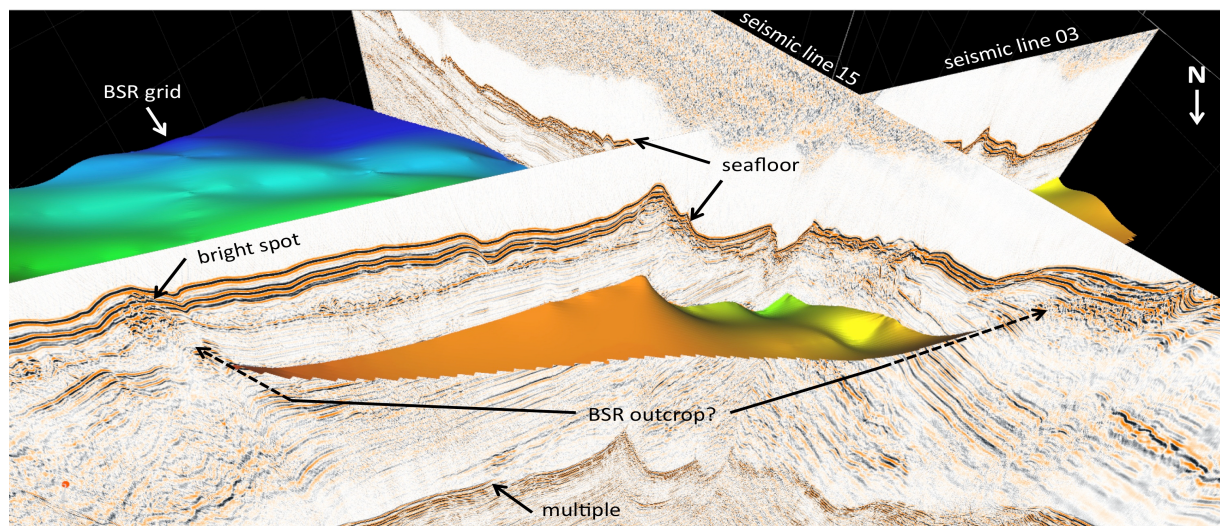 seismic line 15
seismic line 03
N
BSR grid
seafloor
bright spot
BSR outcrop?
multiple